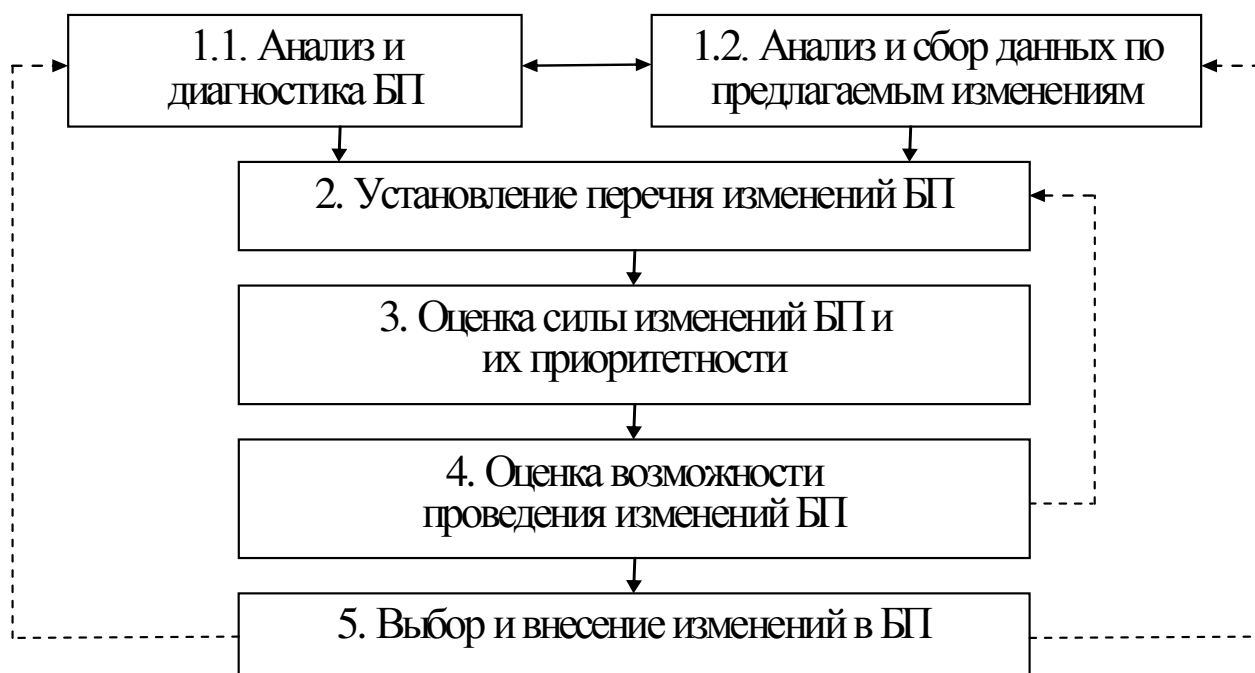 1.1. Анализ и
диагностика БП
1.2. Анализ и сбор данных по
предлагаемым изменениям
2. Установление перечня изменений БП
3. Оценка силы изменений БП и
их приоритетности
4. Оценка возможности
проведения изменений БП
5. Выбор и внесение изменений в БП